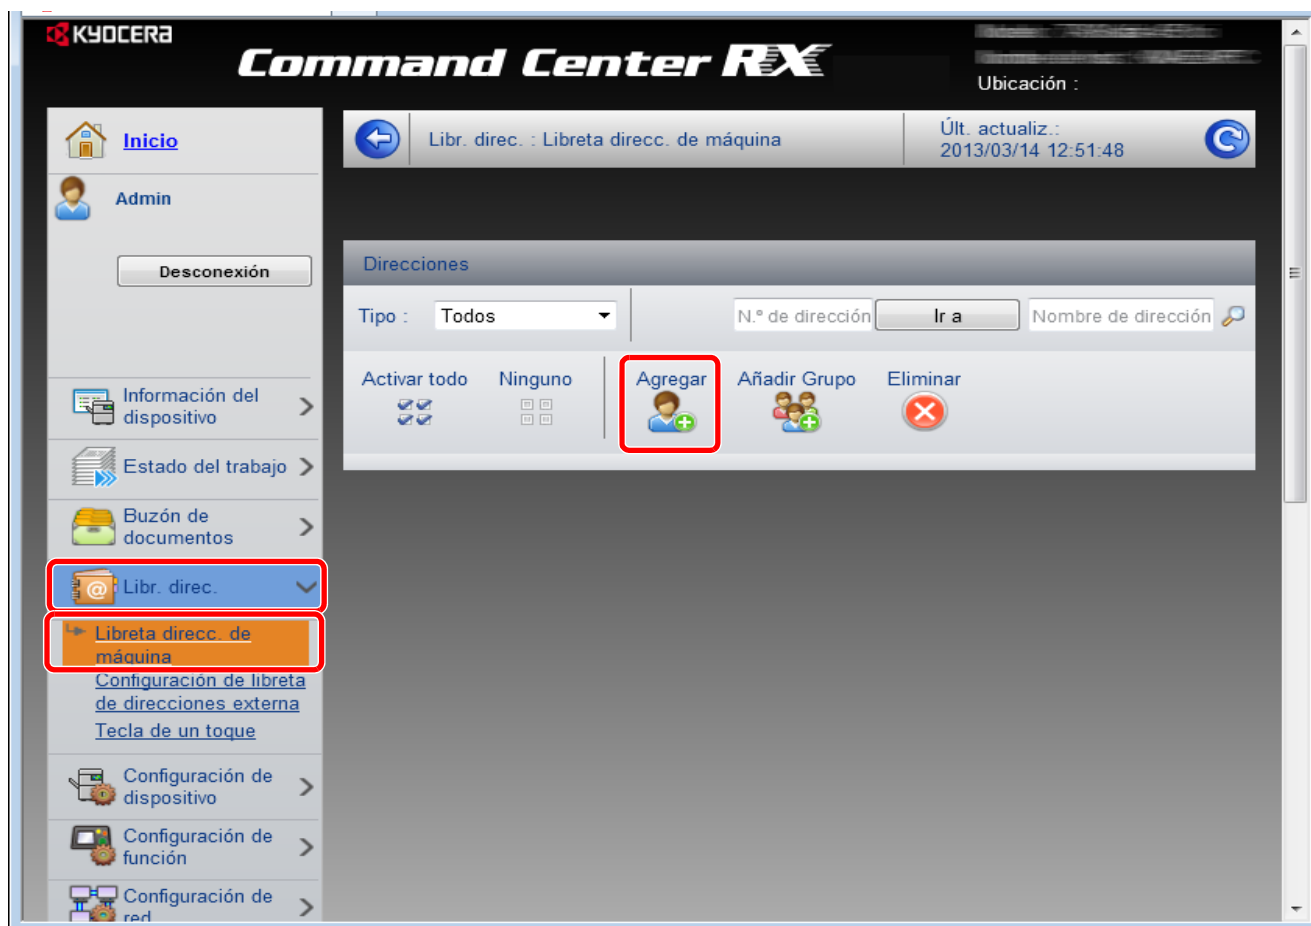 KYOCERA
Command Center RX
Ubicación :
Inicio
Admin
Desconexión
Información del
dispositivo
Estado del trabajo
Buzón de
documentos
Libr. direc.
Libreta direcc. de
máquina
Configuración de libreta
de direcciones externa
Tecla de un toque
Configuración de
dispositivo
Configuración de
función
Configuración de
red
Libr. direc. : Libreta direcc. de máquina
Últ. actualiz.:
2013/03/14 12:51:48
Direcciones
Tipo : Todos N.º de dirección Ir a Nombre de dirección
Activar todo Ninguno Agregar Añadir Grupo Eliminar